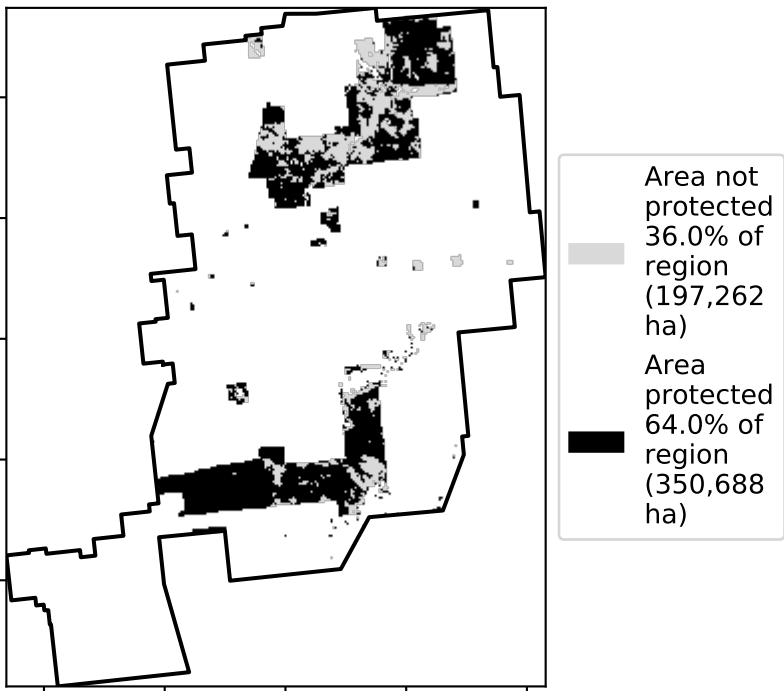 Area not
protected
36.0% of
region
(197,262
ha)
Area
protected
64.0% of
region
(350,688
ha)